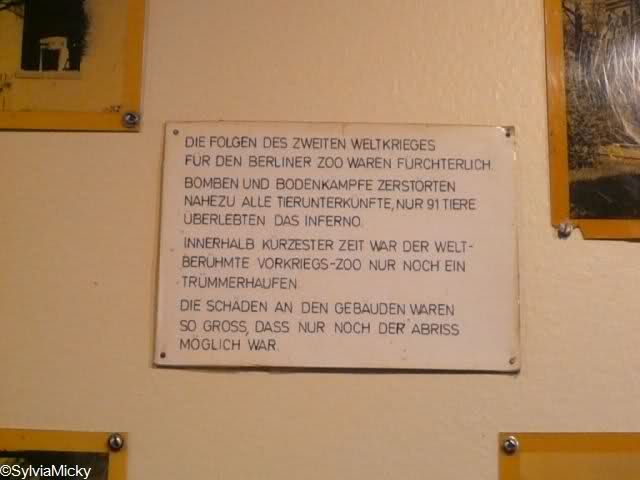 DIE FOLGEN DES ZWEITEN WELTKRIEGES
FÜR DEN BERLINER ZOO WAREN FÜRCHTERLICH.
BOMBEN UND BODENKÄMPFE ZERSTÖRTEN
NAHEZU ALLE TIERUNTERKÜNFTE, NUR 91 TIERE
ÜBERLEBTEN DAS INFERNO.
INNERHALB KÜRZESTER ZEIT WAR DER WELT-
BERÜHMTE VORKRIEGS-ZOO NUR NOCH EIN
TRÜMMERHAUFEN
DIE SCHÄDEN AN DEN GEBÄUDEN WAREN
SO GROSS, DASS NUR NOCH DER ABRISS
MÖGLICH WAR.
©SylviaMicky